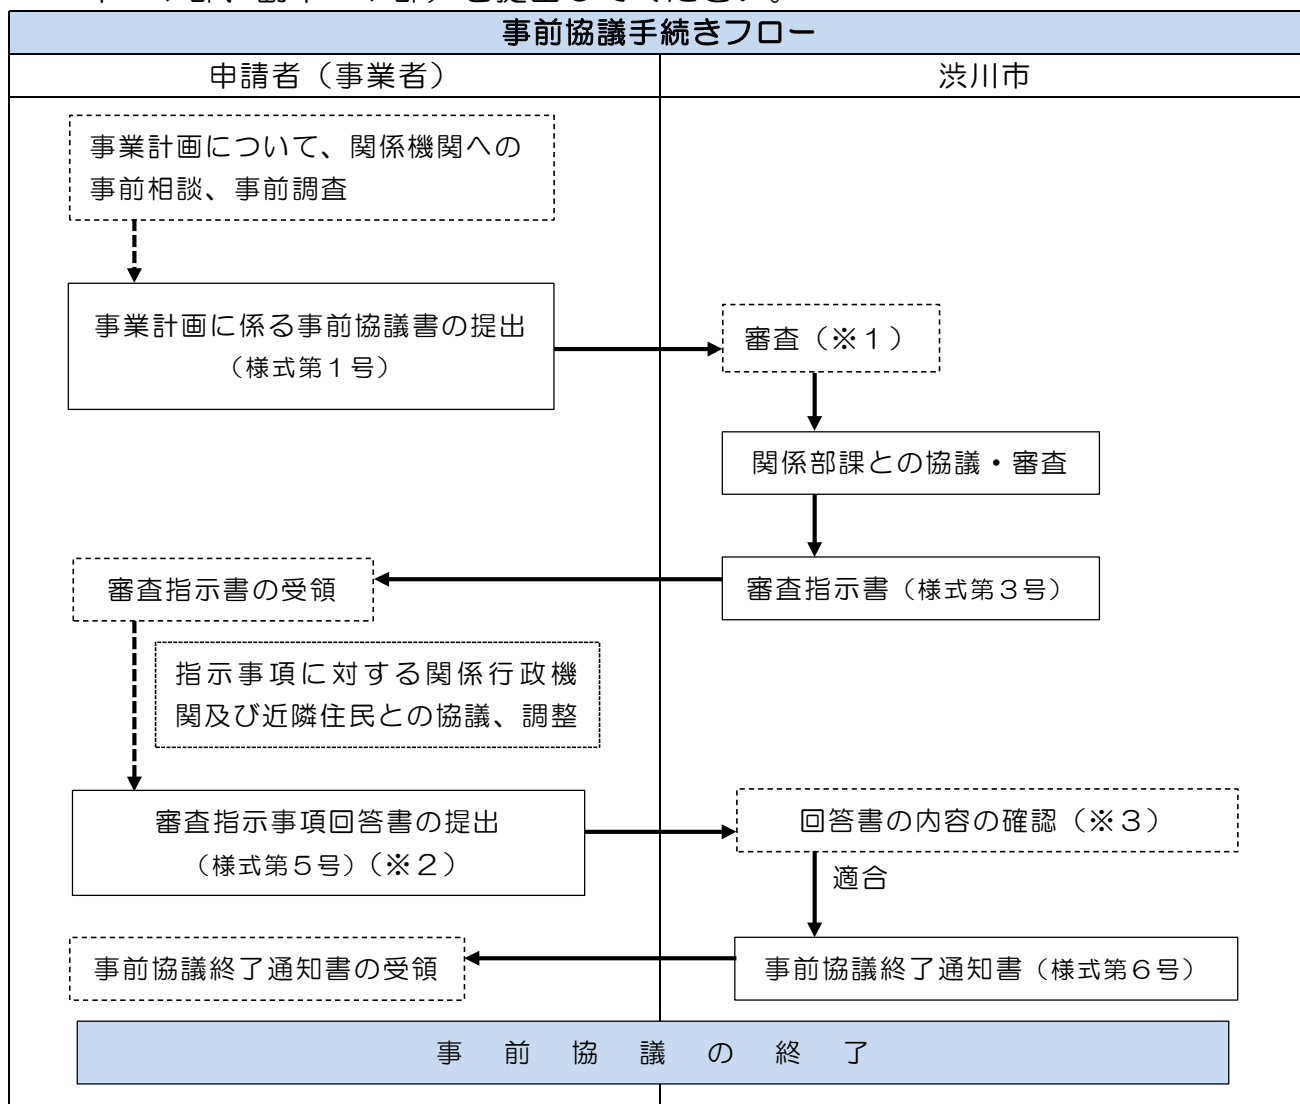 事前協議手続きフロー
申請者（事業者）
渋川市
事業計画について、関係機関への
事前相談、事前調査
事業計画に係る事前協議書の提出
（様式第１号）
審査（※１）
関係部課との協議・審査
審査指示書（様式第３号）
審査指示書の受領
指示事項に対する関係行政機
関及び近隣住民との協議、調整
審査指示事項回答書の提出
（様式第５号）（※２）
回答書の内容の確認（※３）
適合
事前協議終了通知書（様式第６号）
事前協議終了通知書の受領
事前協議の終了